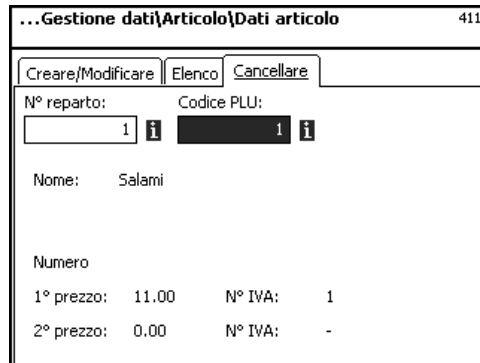 ...Gestione dati\Articolo\Dati articolo 411
Creare/Modificare Elenco Cancellare
N° reparto: Codice PLU:
1 i 1 i
Nome: Salami
Numero
1° prezzo: 11.00 N° IVA: 1
2° prezzo: 0.00 N° IVA: -